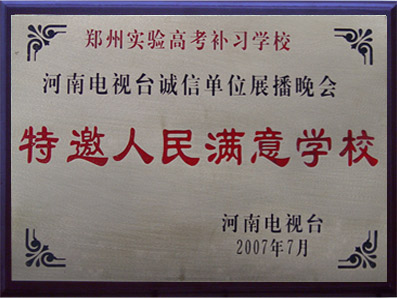 郑州实验高考补习学校
河南电视台诚信单位展播晚会
特邀人民满意学校
河南电视台
2007年7月